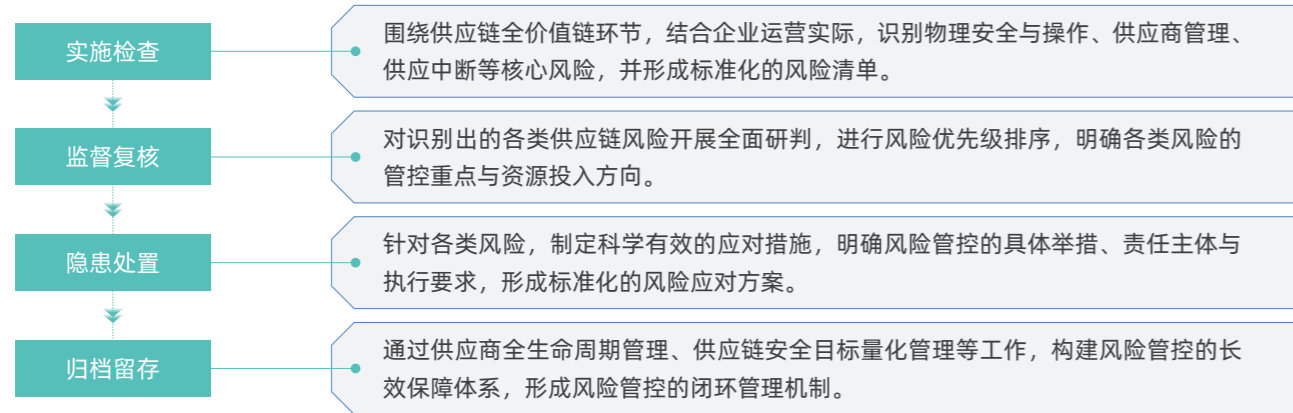 实施检查
围绕供应链全价值链环节，结合企业运营实际，识别物理安全与操作、供应商管理、
供应中断等核心风险，并形成标准化的风险清单。
监督复核
对识别出的各类供应链风险开展全面研判，进行风险优先级排序，明确各类风险的
管控重点与资源投入方向。
隐患处置
针对各类风险，制定科学有效的应对措施，明确风险管控的具体举措、责任主体与
执行要求，形成标准化的风险应对方案。
归档留存
通过供应商全生命周期管理、供应链安全目标量化管理等工作，构建风险管控的长
效保障体系，形成风险管控的闭环管理机制。